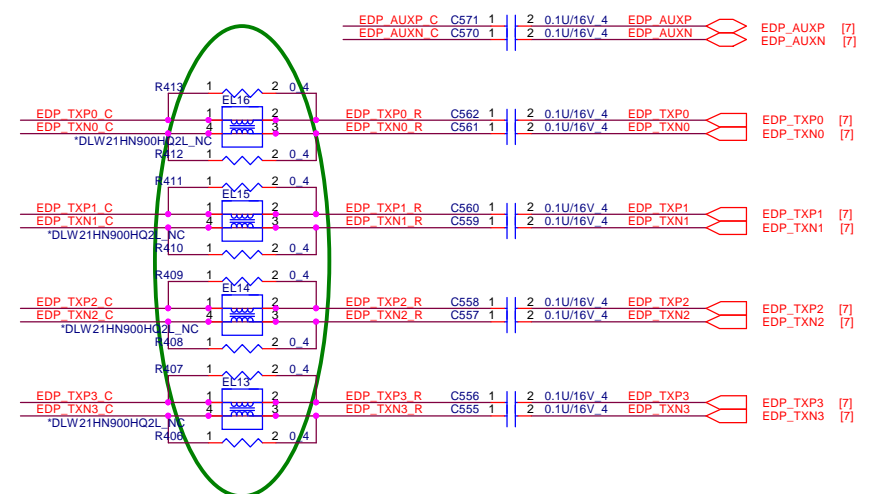 EDP_AUXP_C C571 1 2 0.1U/16V_4 EDP_AUXP EDP_AUXP [7]
EDP_AUXN_C C570 1 2 0.1U/16V_4 EDP_AUXN EDP_AUXN [7]
R413 1 2 0_4
EL16
EDP_TXP0_C 1 2 EDP_TXP0_R C562 1 2 0.1U/16V_4 EDP_TXP0 EDP_TXP0 [7]
EDP_TXN0_C 4 3 EDP_TXN0_R C561 1 2 0.1U/16V_4 EDP_TXN0 EDP_TXN0 [7]
*DLW21HN900HQ2L_NC
R412 1 2 0_4
R411 1 2 0_4
EL15
EDP_TXP1_C 1 2 EDP_TXP1_R C560 1 2 0.1U/16V_4 EDP_TXP1 EDP_TXP1 [7]
EDP_TXN1_C 4 3 EDP_TXN1_R C559 1 2 0.1U/16V_4 EDP_TXN1 EDP_TXN1 [7]
*DLW21HN900HQ2L_NC
R410 1 2 0_4
R409 1 2 0_4
EL14
EDP_TXP2_C 1 2 EDP_TXP2_R C558 1 2 0.1U/16V_4 EDP_TXP2 EDP_TXP2 [7]
EDP_TXN2_C 4 3 EDP_TXN2_R C557 1 2 0.1U/16V_4 EDP_TXN2 EDP_TXN2 [7]
*DLW21HN900HQ2L_NC
R408 1 2 0_4
R407 1 2 0_4
EL13
EDP_TXP3_C 1 2 EDP_TXP3_R C556 1 2 0.1U/16V_4 EDP_TXP3 EDP_TXP3 [7]
EDP_TXN3_C 4 3 EDP_TXN3_R C555 1 2 0.1U/16V_4 EDP_TXN3 EDP_TXN3 [7]
*DLW21HN900HQ2L_NC
R406 1 2 0_4